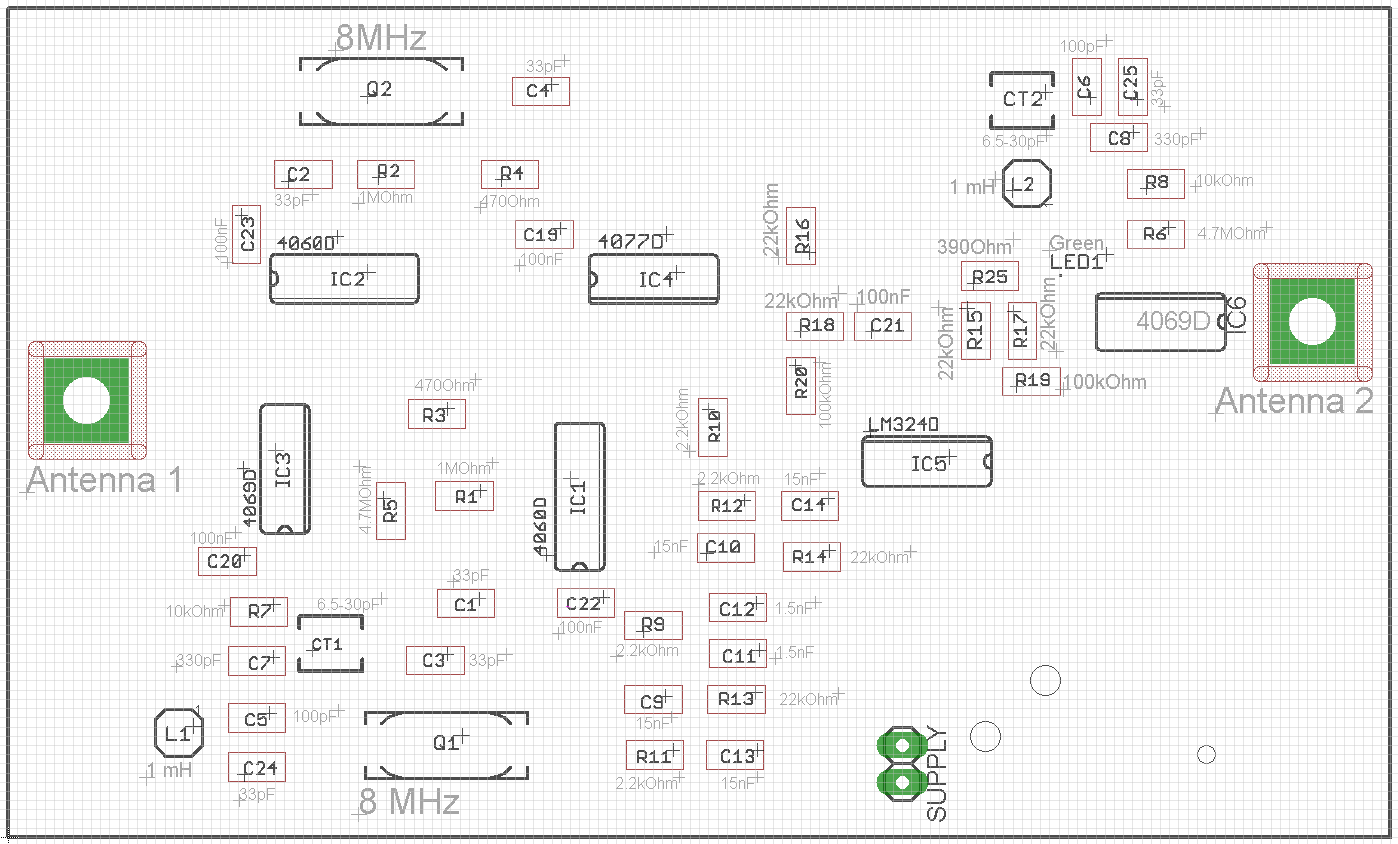 8MHz
Q2
33pF
C4
100pF
C6
C25
33pF
CT2
6.5-30pF
C8
330pF
C2
33pF
R2
1MOhm
R4
470Ohm
1 mH
L2
R8
10kOhm
C23
100nF
4060D
IC2
C19
100nF
4077D
IC4
22kOhm
R16
R6
4.7MOhm
390Ohm
R25
Green
LED1
22kOhm
R18
100nF
C21
22kOhm
R15
R17
22kOhm
4069D
IC6
R20
100kOhm
R19
100kOhm
Antenna 2
470Ohm
R3
2.2kOhm
R10
LM324D
IC5
Antenna 1
4069D
IC3
4.7MOhm
R5
1MOhm
R1
4060D
IC1
2.2kOhm
R12
15nF
C14
100nF
C20
15nF
C10
R14
22kOhm
10kOhm
R7
6.5-30pF
CT1
33pF
C1
C22
100nF
R9
2.2kOhm
C12
1.5nF
330pF
C7
C3
33pF
C11
1.5nF
L1
1
1 mH
C5
100pF
C9
15nF
R13
22kOhm
C24
33pF
Q1
8 MHz
R11
2.2kOhm
C13
15nF
SUPPLY